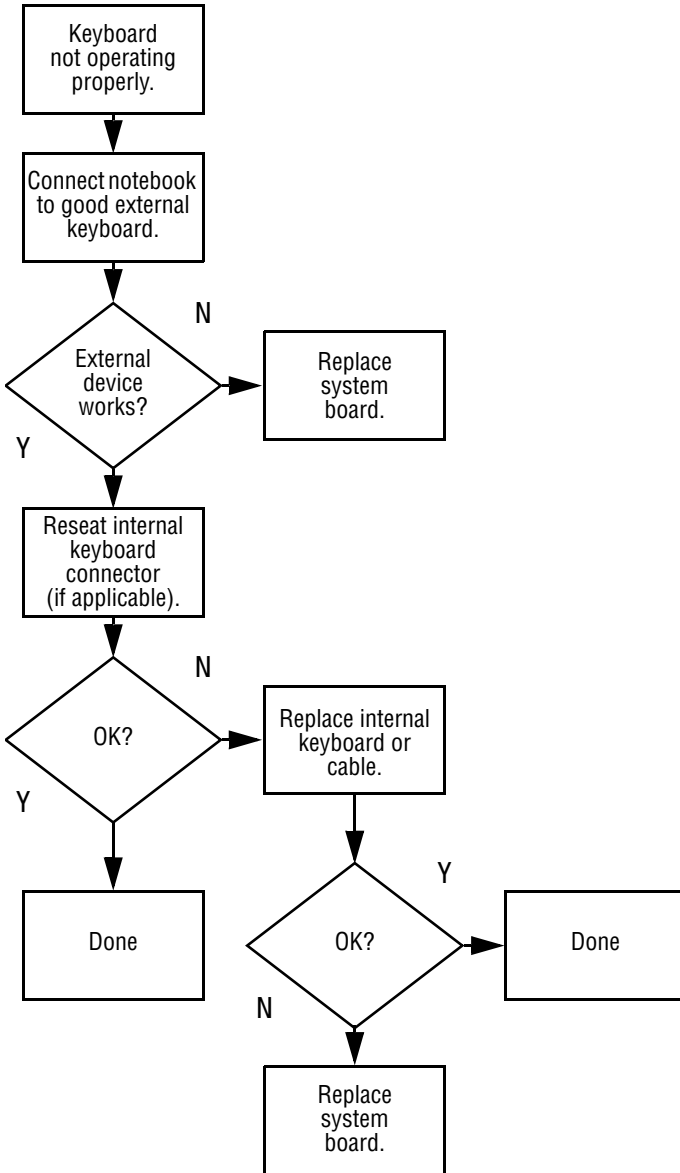 Keyboard
not operating
properly.
Connect notebook
to good external
keyboard.
N
External
device
works?
Replace
system
board.
Y
Reseat internal
keyboard
connector
(if applicable).
N
OK?
Replace internal
keyboard or
cable.
Y
Y
Done
OK?
Done
N
Replace
system
board.